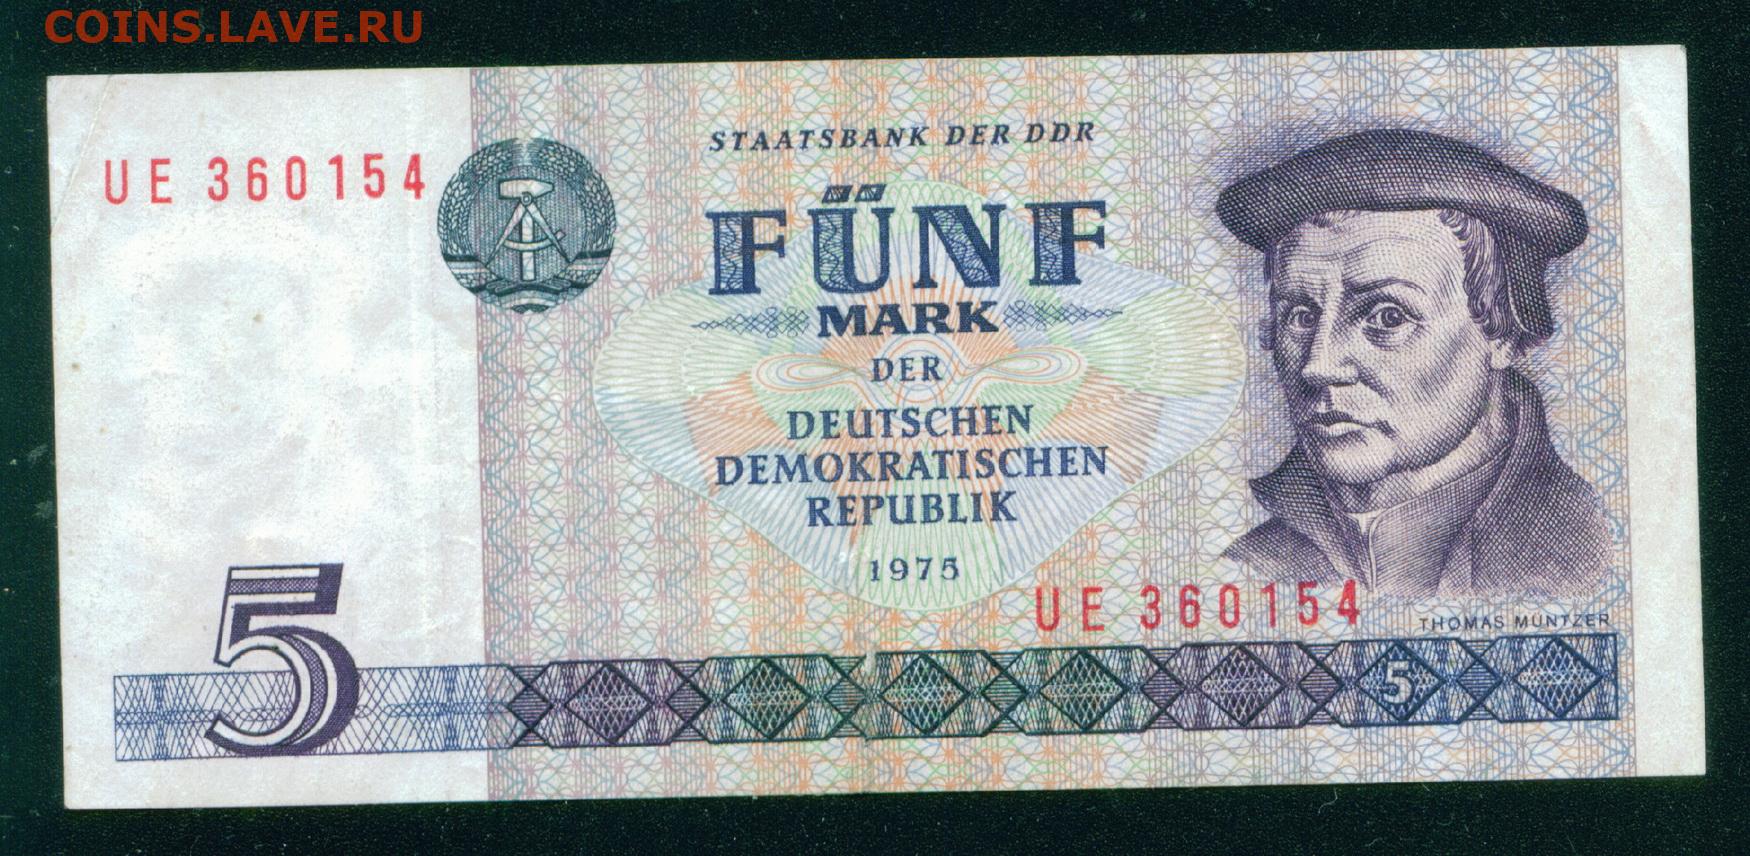 COINS.LAVE.RU
UE 360154
STAATSBANK DER DDR
FÜNF
MARK
DER
DEUTSCHEN
DEMOKRATISCHEN
REPUBLIK
1975
UE 360154
THOMAS MÜNTZER
5
5